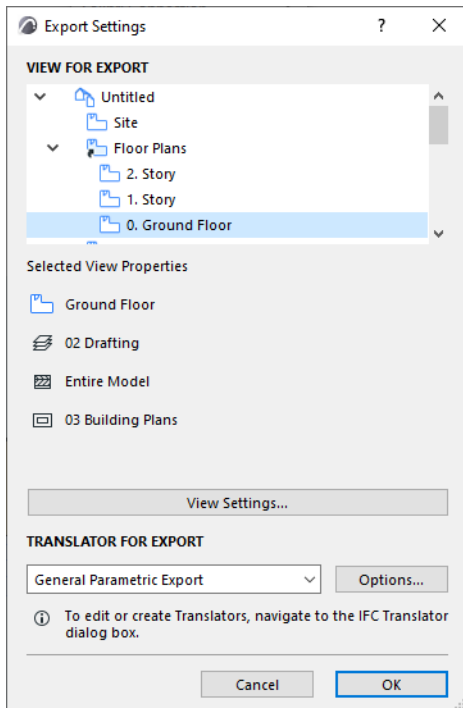 Export Settings
?
VIEW FOR EXPORT
Untitled
Site
Floor Plans
2. Story
1. Story
0. Ground Floor
Selected View Properties
Ground Floor
02 Drafting
Entire Model
03 Building Plans
View Settings...
TRANSLATOR FOR EXPORT
General Parametric Export
Options...
To edit or create Translators, navigate to the IFC Translator
dialog box.
Cancel
OK